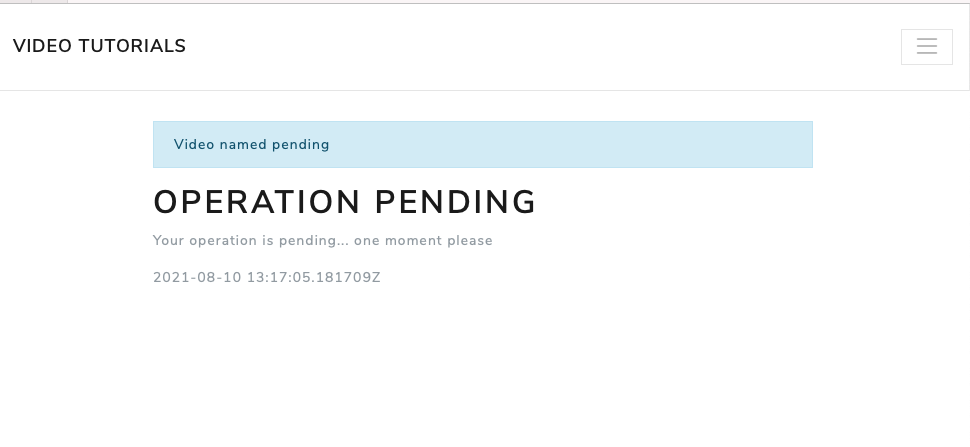 VIDEO TUTORIALS
Video named pending
OPERATION PENDING
Your operation is pending... one moment please
2021-08-10 13:17:05.181709Z